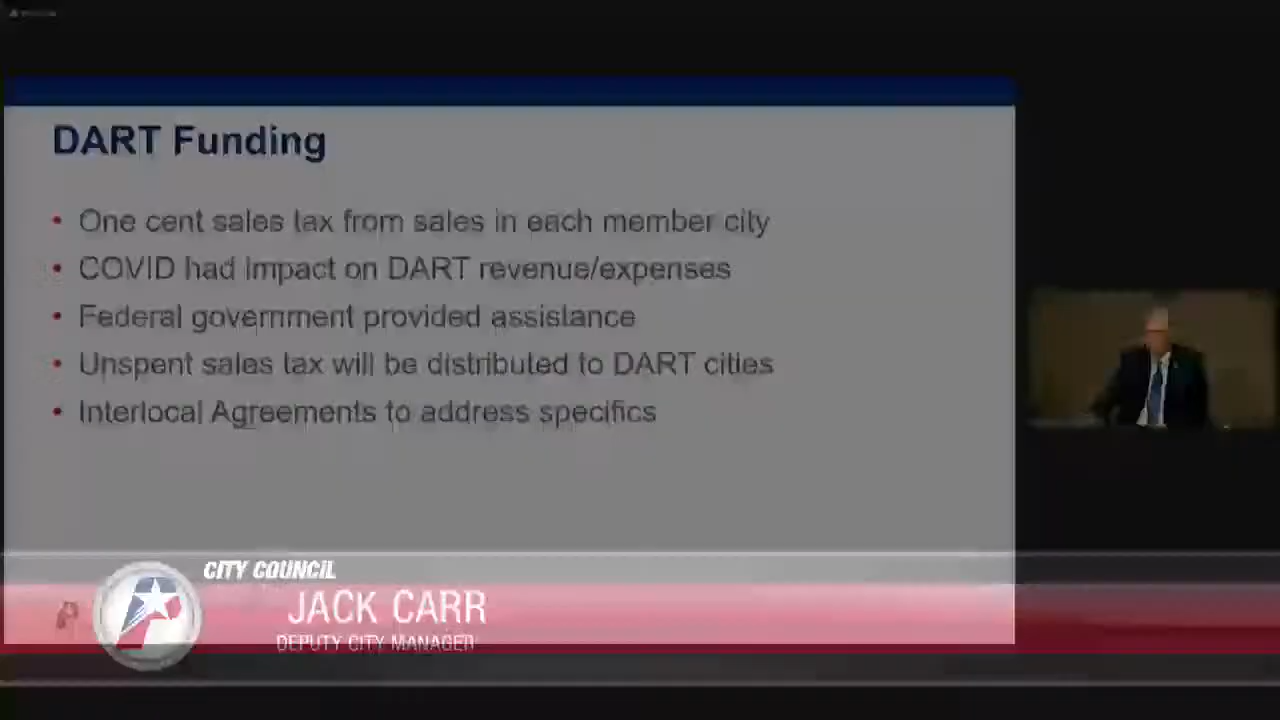 DART Funding
• One cent sales tax from sales in each member city
• COVID had impact on DART revenue/expenses
• Federal government provided assistance
• Unspent sales tax will be distributed to DART cities
• Interlocal Agreements to address specifics
CITY COUNCIL
JACK CARR
DEPUTY CITY MANAGER